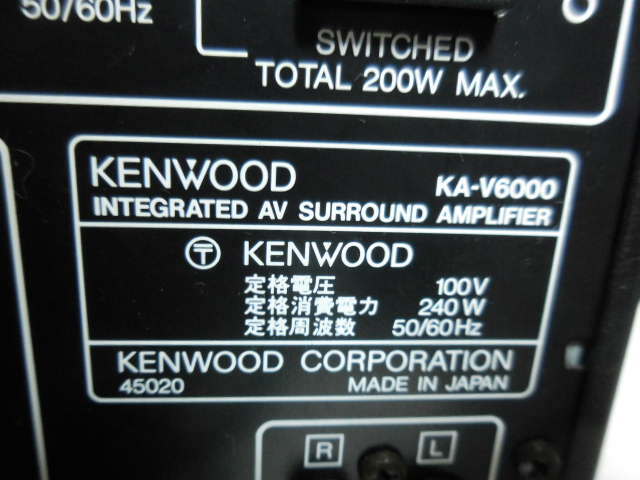 50/60Hz
SWITCHED
TOTAL 200W MAX.
KENWOOD KA-V6000
INTEGRATED AV SURROUND AMPLIFIER
〒 KENWOOD
定格電圧 100V
定格消費電力 240W
定格周波数 50/60Hz
KENWOOD CORPORATION
45020 MADE IN JAPAN
R L